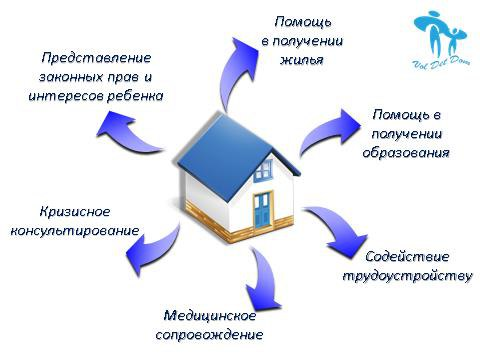 Помощь
в получении
жилья
Vol Det Dom
Представление
законных прав и
интересов ребенка
Помощь в
получении
образования
Кризисное
консультирование
Содействие
трудоустройству
Медицинское
сопровождение